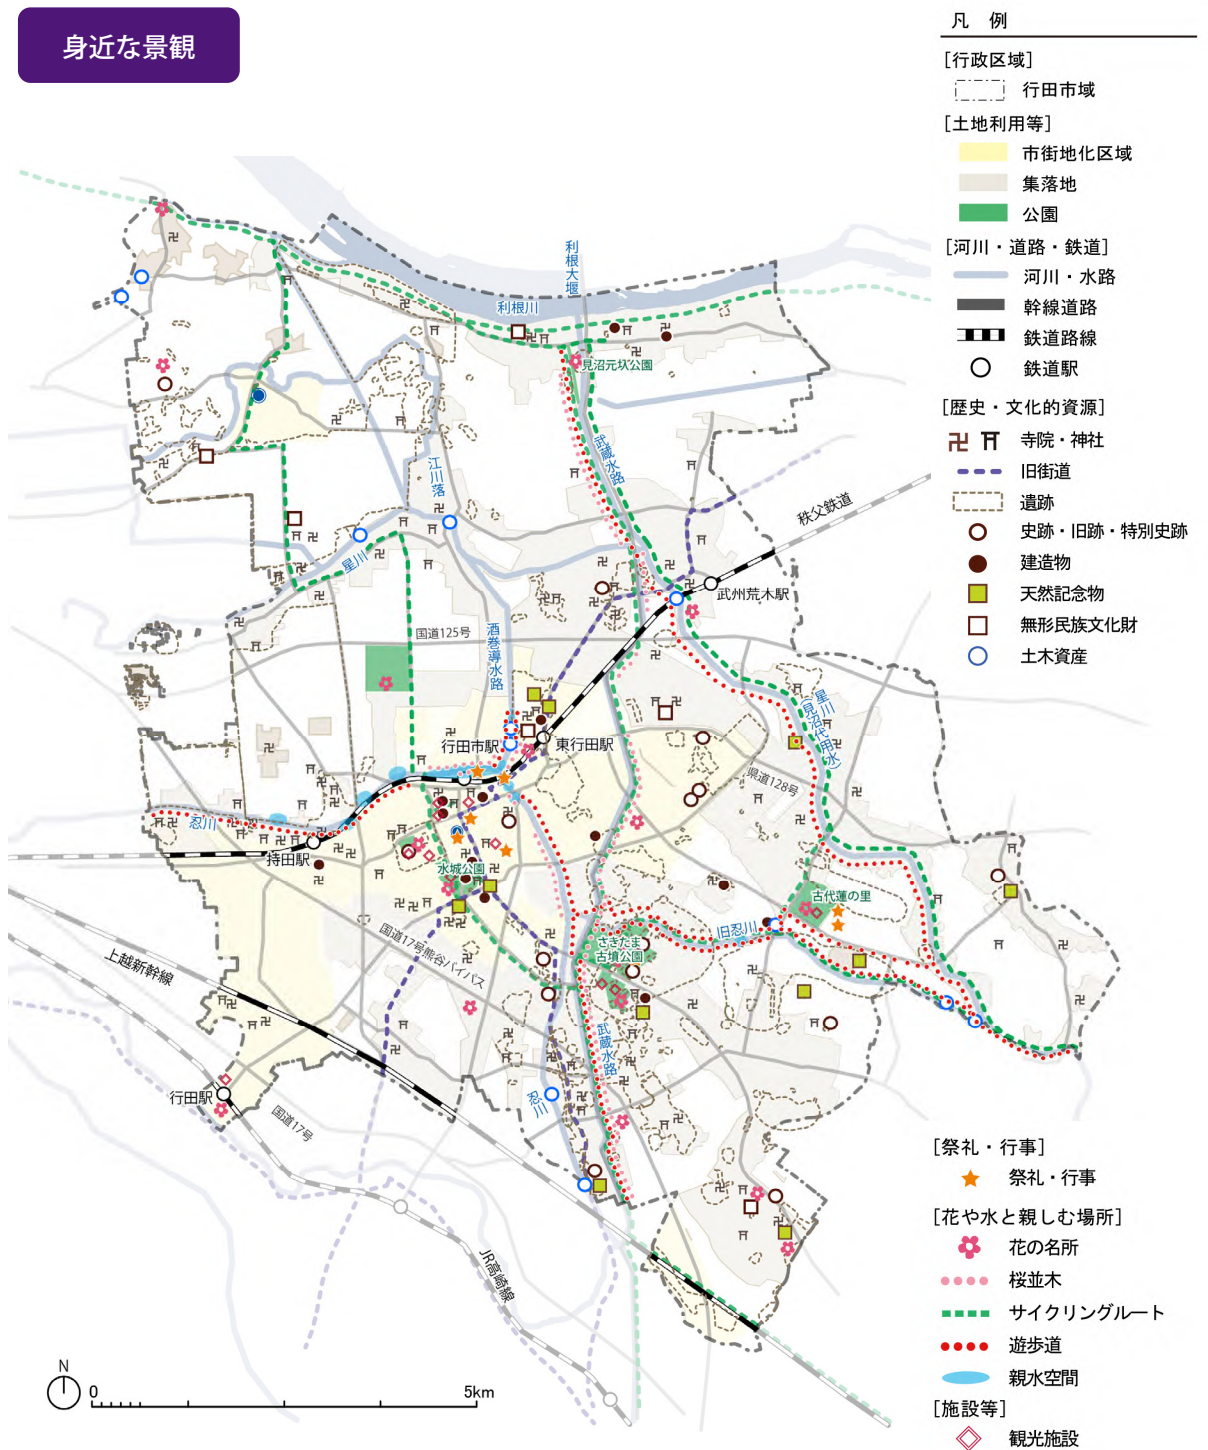 身近な景観
凡 例
[行政区域]
行田市域
[土地利用等]
市街地化区域
集落地
公園
[河川・道路・鉄道]
河川・水路
幹線道路
鉄道路線
鉄道駅
[歴史・文化的資源]
寺院・神社
旧街道
遺跡
史跡・旧跡・特別史跡
建造物
天然記念物
無形民族文化財
土木資産
利根大堰
利根川
見沼元圦公園
武蔵水路
江川落
秩父鉄道
星川
武州荒木駅
国道125号
酒巻導水路
星川
(見沼代用水)
行田市駅
東行田駅
県道128号
忍川
持田駅
水城公園
古代蓮の里
旧忍川
さきたま
古墳公園
国道17号熊谷バイパス
上越新幹線
武蔵水路
忍川
行田駅
国道17号
JR高崎線
N
0
5km
[祭礼・行事]
祭礼・行事
[花や水と親しむ場所]
花の名所
桜並木
サイクリングルート
遊歩道
親水空間
[施設等]
観光施設